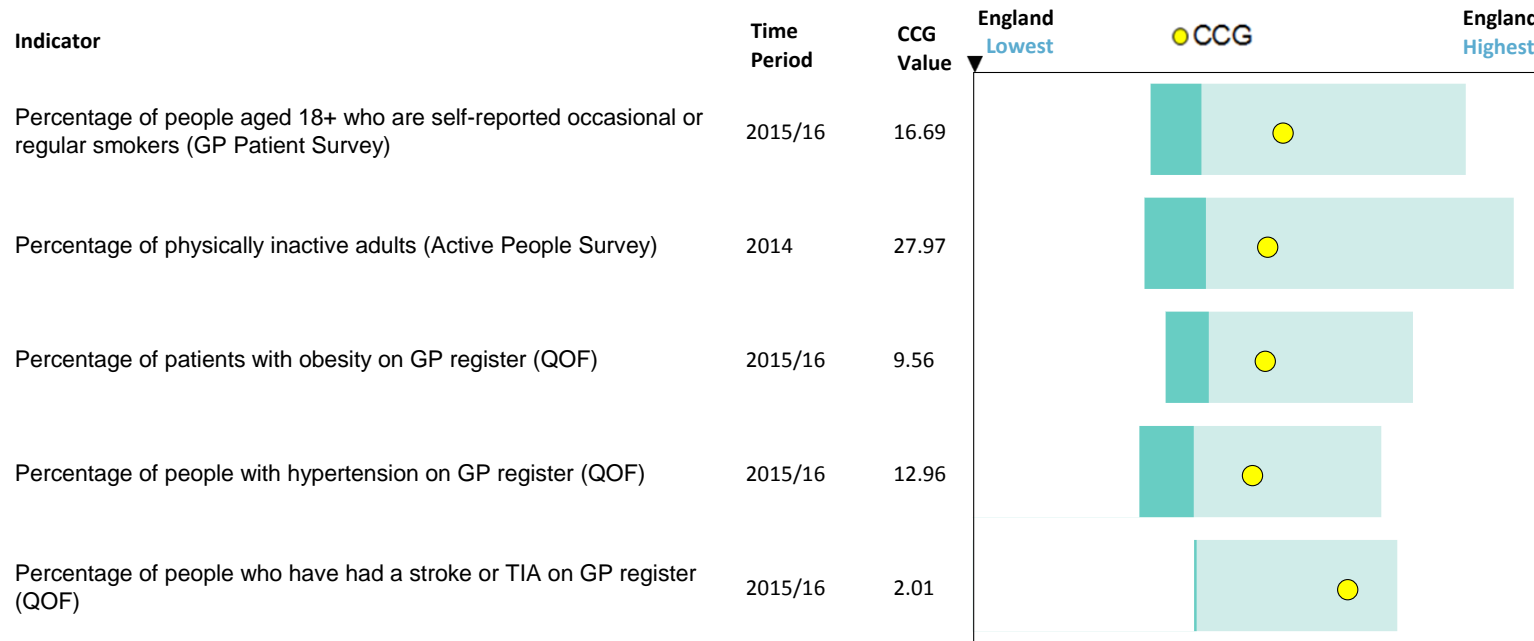 Indicator
Time Period
CCG Value
England Lowest
CCG
England Highest
Percentage of people aged 18+ who are self-reported occasional or
regular smokers (GP Patient Survey)
2015/16
16.69
Percentage of physically inactive adults (Active People Survey)
2014
27.97
Percentage of patients with obesity on GP register (QOF)
2015/16
9.56
Percentage of people with hypertension on GP register (QOF)
2015/16
12.96
Percentage of people who have had a stroke or TIA on GP register
(QOF)
2015/16
2.01